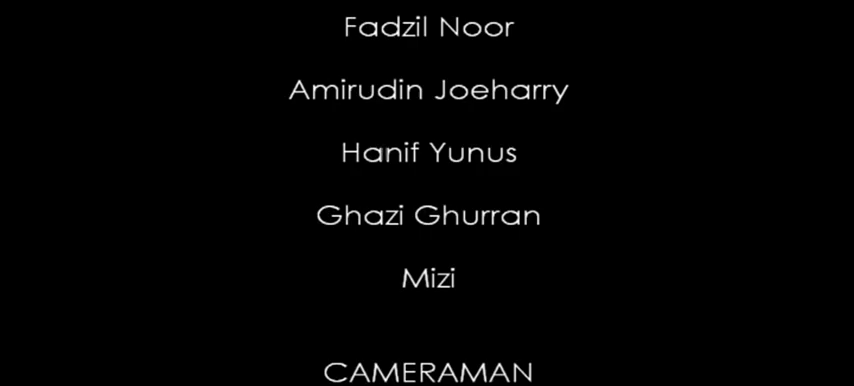 Fadzil Noor
Amirudin Joeharry
Hanif Yunus
Ghazi Ghurran
Mizi
CAMERAMAN